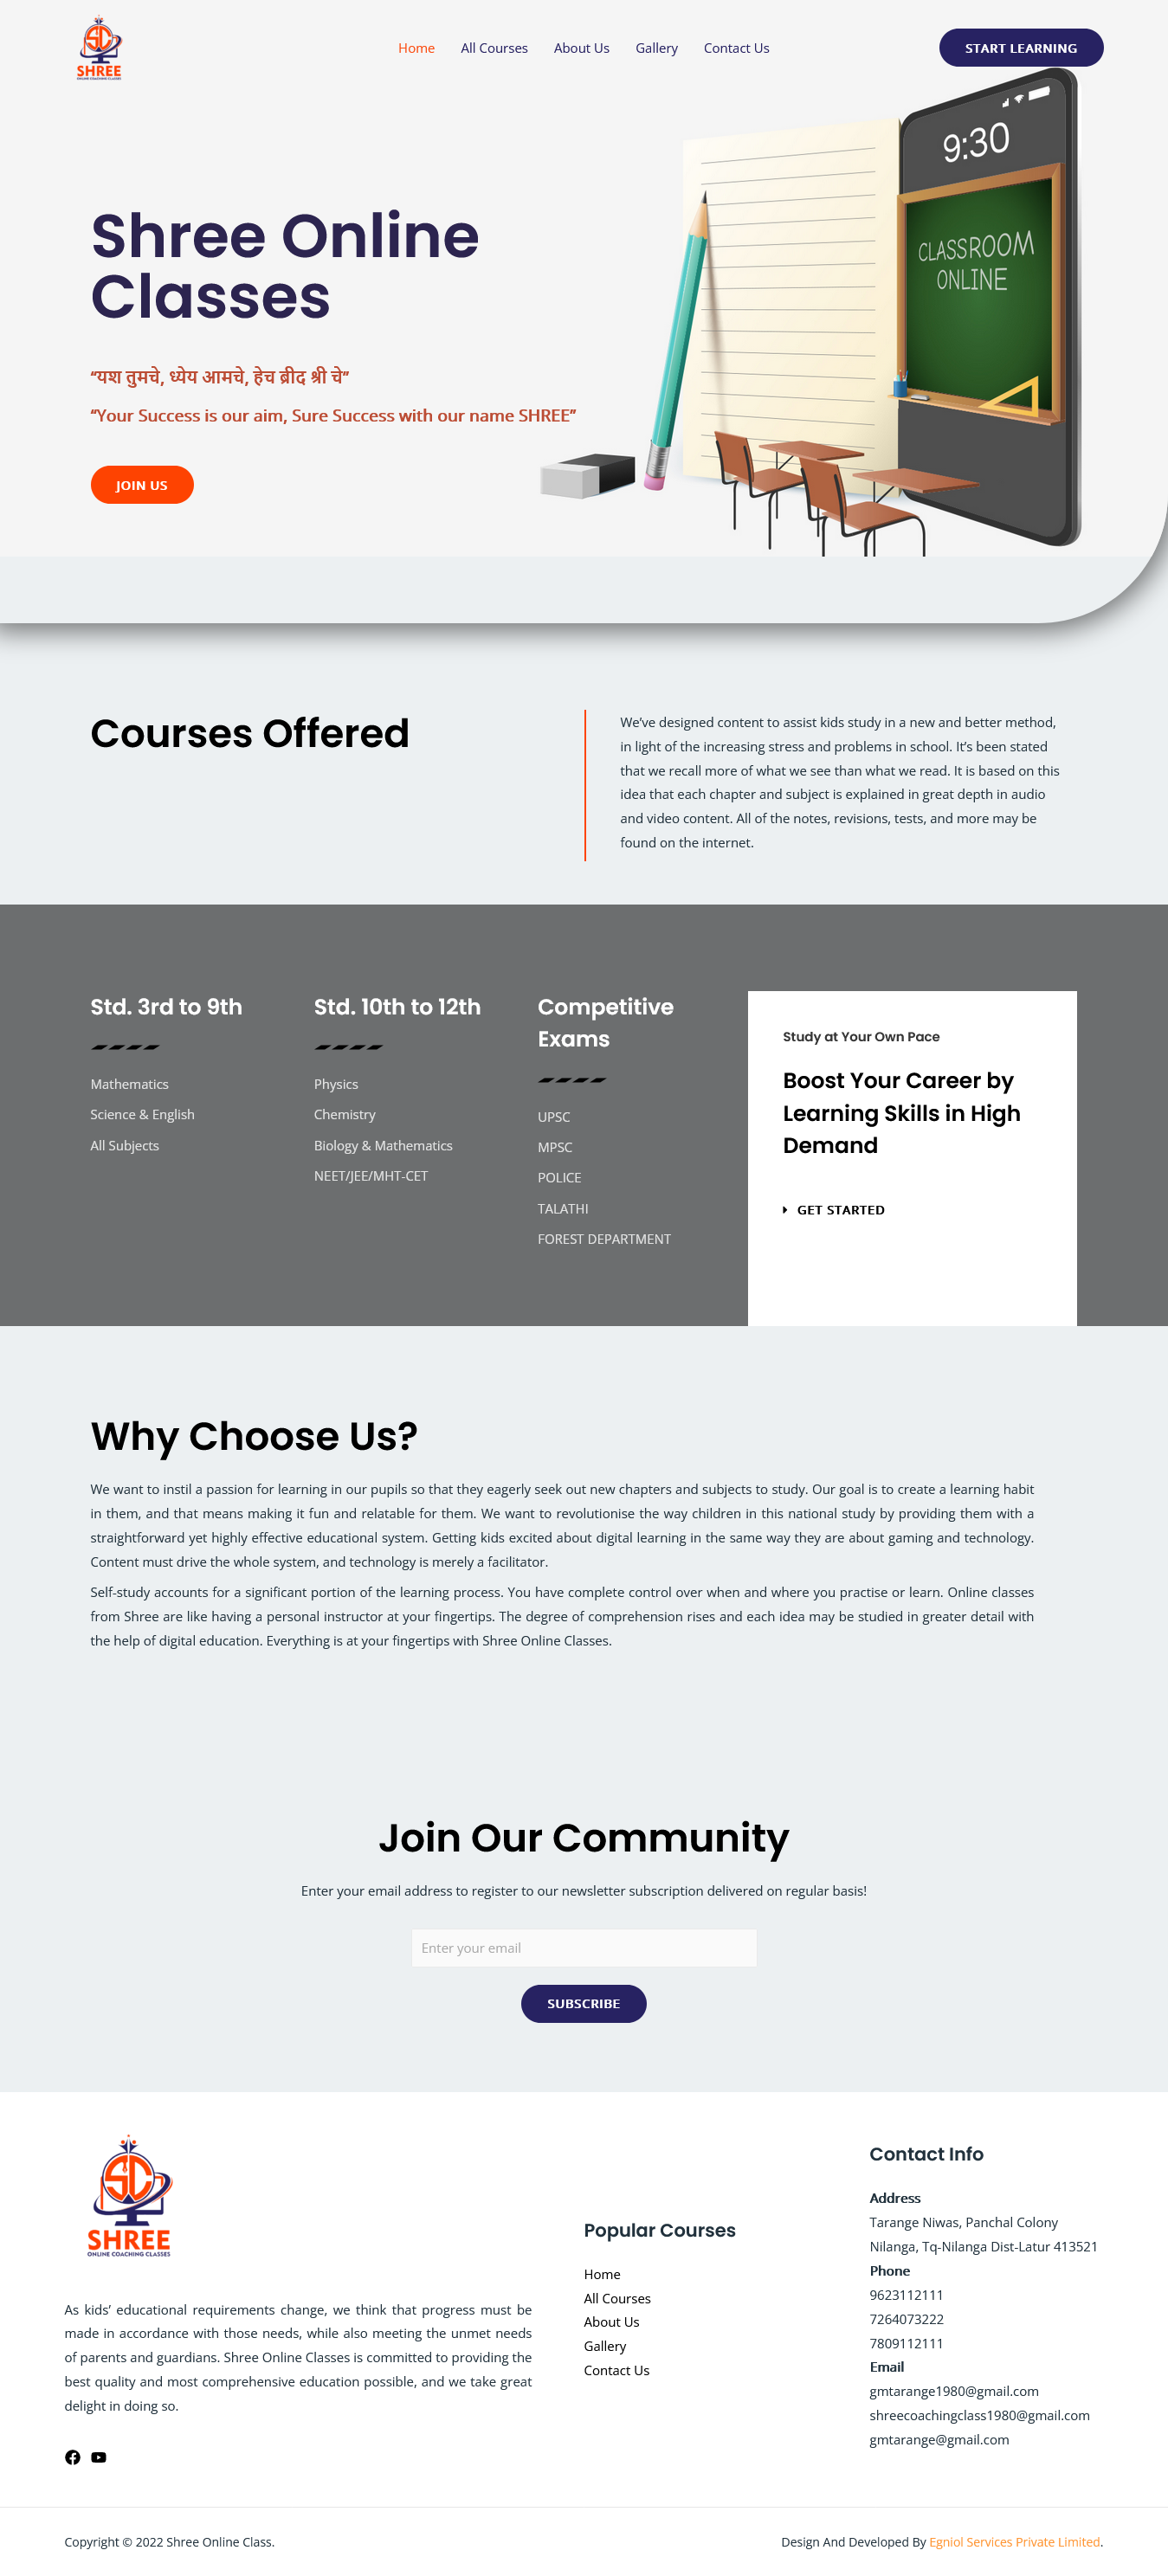 SHREE
ONLINE COACHING CLASSES
Home
All Courses
About Us
Gallery
Contact Us
START LEARNING
9:30
CLASSROOM
ONLINE
Shree Online
Classes
“यश तुमचे, ध्येय आमचे, हेच ब्रीद श्री चे”
“Your Success is our aim, Sure Success with our name SHREE”
JOIN US
Courses Offered
We’ve designed content to assist kids study in a new and better method,
in light of the increasing stress and problems in school. It’s been stated
that we recall more of what we see than what we read. It is based on this
idea that each chapter and subject is explained in great depth in audio
and video content. All of the notes, revisions, tests, and more may be
found on the internet.
Std. 3rd to 9th
Mathematics
Science & English
All Subjects
Std. 10th to 12th
Physics
Chemistry
Biology & Mathematics
NEET/JEE/MHT-CET
Competitive
Exams
UPSC
MPSC
POLICE
TALATHI
FOREST DEPARTMENT
Study at Your Own Pace
Boost Your Career by
Learning Skills in High
Demand
GET STARTED
Why Choose Us?
We want to instil a passion for learning in our pupils so that they eagerly seek out new chapters and subjects to study. Our goal is to create a learning habit
in them, and that means making it fun and relatable for them. We want to revolutionise the way children in this national study by providing them with a
straightforward yet highly effective educational system. Getting kids excited about digital learning in the same way they are about gaming and technology.
Content must drive the whole system, and technology is merely a facilitator.
Self-study accounts for a significant portion of the learning process. You have complete control over when and where you practise or learn. Online classes
from Shree are like having a personal instructor at your fingertips. The degree of comprehension rises and each idea may be studied in greater detail with
the help of digital education. Everything is at your fingertips with Shree Online Classes.
Join Our Community
Enter your email address to register to our newsletter subscription delivered on regular basis!
Enter your email
SUBSCRIBE
SHREE
ONLINE COACHING CLASSES
As kids’ educational requirements change, we think that progress must be
made in accordance with those needs, while also meeting the unmet needs
of parents and guardians. Shree Online Classes is committed to providing the
best quality and most comprehensive education possible, and we take great
delight in doing so.
Popular Courses
Home
All Courses
About Us
Gallery
Contact Us
Contact Info
Address
Tarange Niwas, Panchal Colony
Nilanga, Tq-Nilanga Dist-Latur 413521
Phone
9623112111
7264073222
7809112111
Email
gmtarange1980@gmail.com
shreecoachingclass1980@gmail.com
gmtarange@gmail.com
Copyright © 2022 Shree Online Class.
Design And Developed By Egniol Services Private Limited.